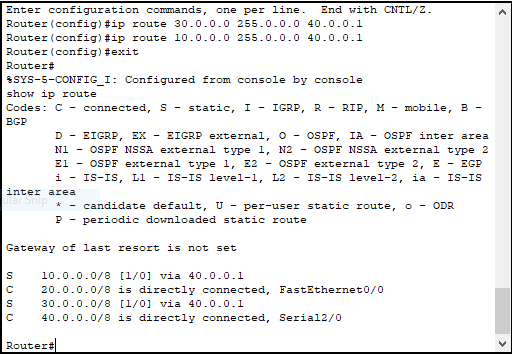 Enter configuration commands, one per line.  End with CNTL/Z.
Router(config)#ip route 30.0.0.0 255.0.0.0 40.0.0.1
Router(config)#ip route 10.0.0.0 255.0.0.0 40.0.0.1
Router(config)#exit
Router#
%SYS-5-CONFIG_I: Configured from console by console
show ip route
Codes: C - connected, S - static, I - IGRP, R - RIP, M - mobile, B -
BGP
       D - EIGRP, EX - EIGRP external, O - OSPF, IA - OSPF inter area
       N1 - OSPF NSSA external type 1, N2 - OSPF NSSA external type 2
       E1 - OSPF external type 1, E2 - OSPF external type 2, E - EGP
       i - IS-IS, L1 - IS-IS level-1, L2 - IS-IS level-2, ia - IS-IS
inter area
ular Snip
       * - candidate default, U - per-user static route, o - ODR
       P - periodic downloaded static route
Gateway of last resort is not set
S    10.0.0.0/8 [1/0] via 40.0.0.1
C    20.0.0.0/8 is directly connected, FastEthernet0/0
S    30.0.0.0/8 [1/0] via 40.0.0.1
C    40.0.0.0/8 is directly connected, Serial2/0
Router#